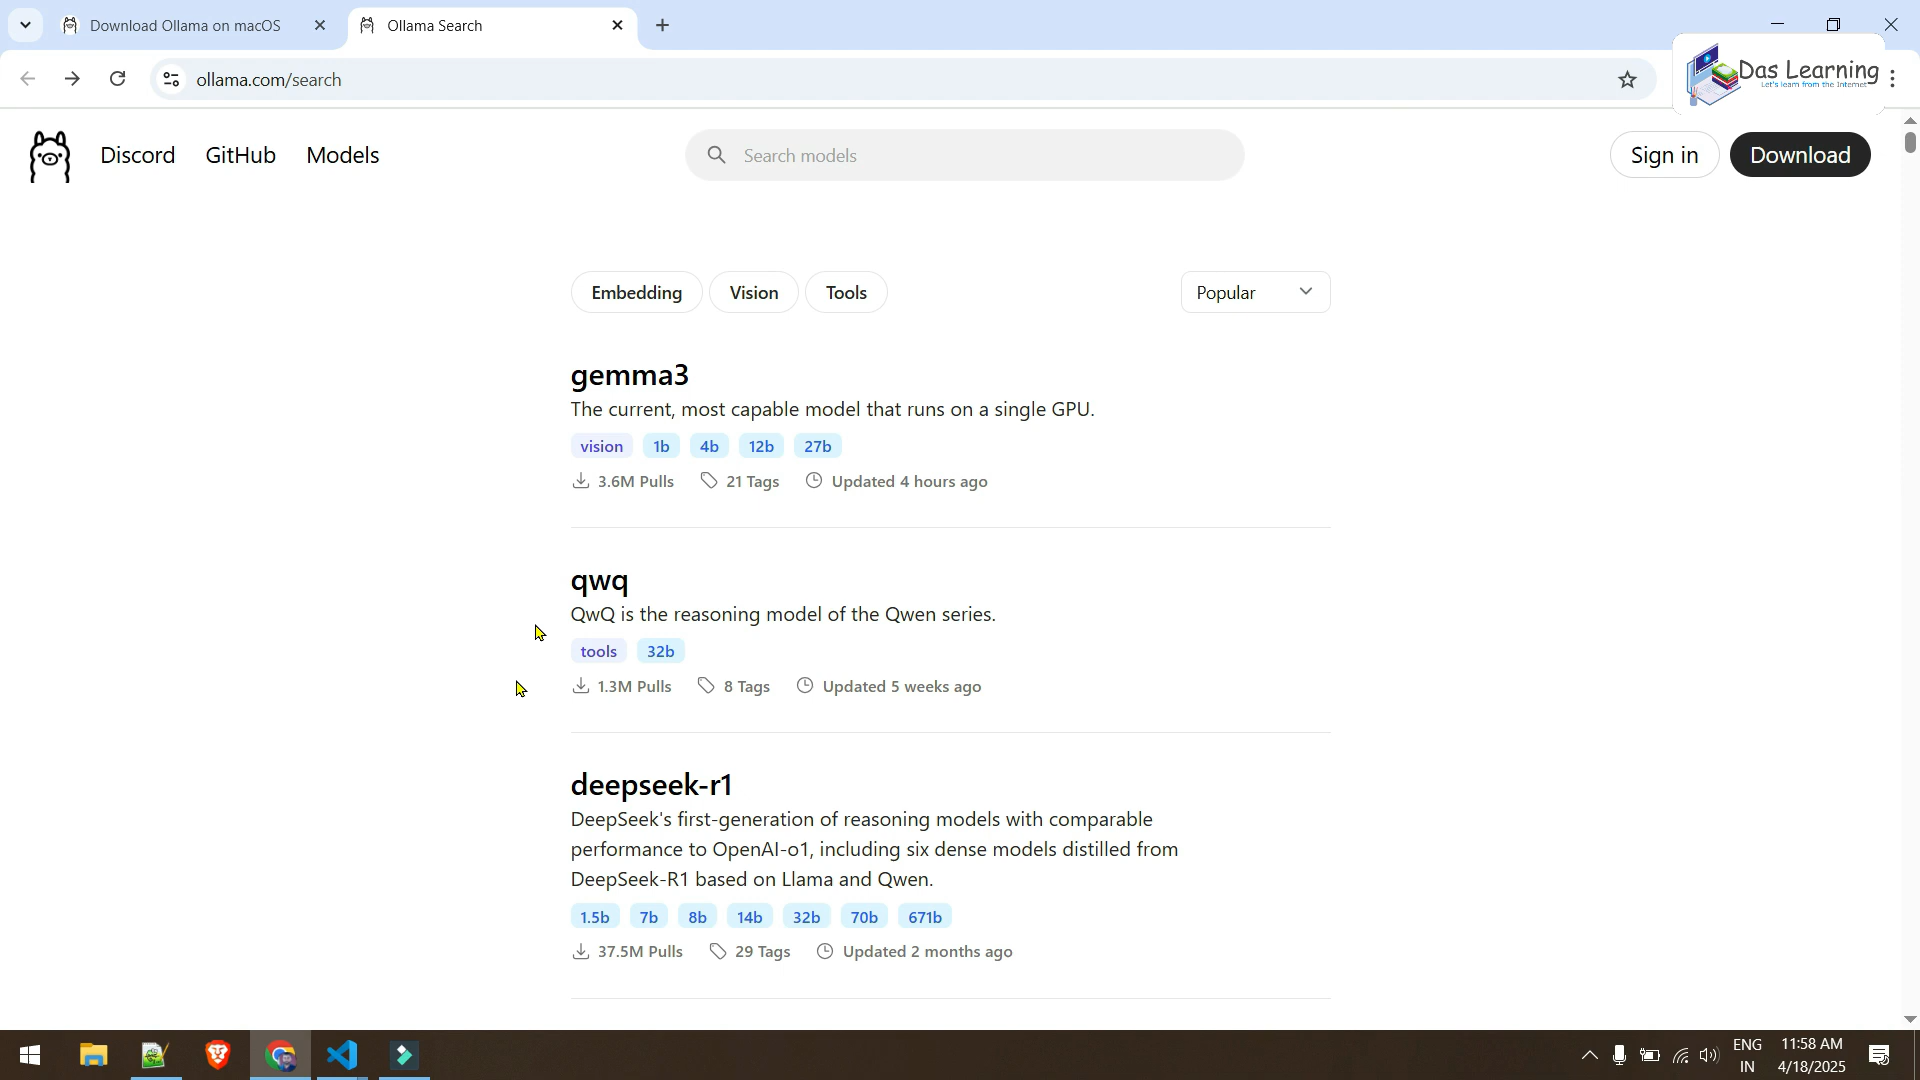 Download Ollama on macOS
Ollama Search
ollama.com/search
Das Learning
Let's learn from the Internet
Discord GitHub Models
Search models
Sign in
Download
Embedding Vision Tools
Popular
gemma3
The current, most capable model that runs on a single GPU.
vision 1b 4b 12b 27b
3.6M Pulls 21 Tags Updated 4 hours ago
qwq
QwQ is the reasoning model of the Qwen series.
tools 32b
1.3M Pulls 8 Tags Updated 5 weeks ago
deepseek-r1
DeepSeek's first-generation of reasoning models with comparable
performance to OpenAI-o1, including six dense models distilled from
DeepSeek-R1 based on Llama and Qwen.
1.5b 7b 8b 14b 32b 70b 671b
37.5M Pulls 29 Tags Updated 2 months ago
ENG 11:58 AM
IN 4/18/2025